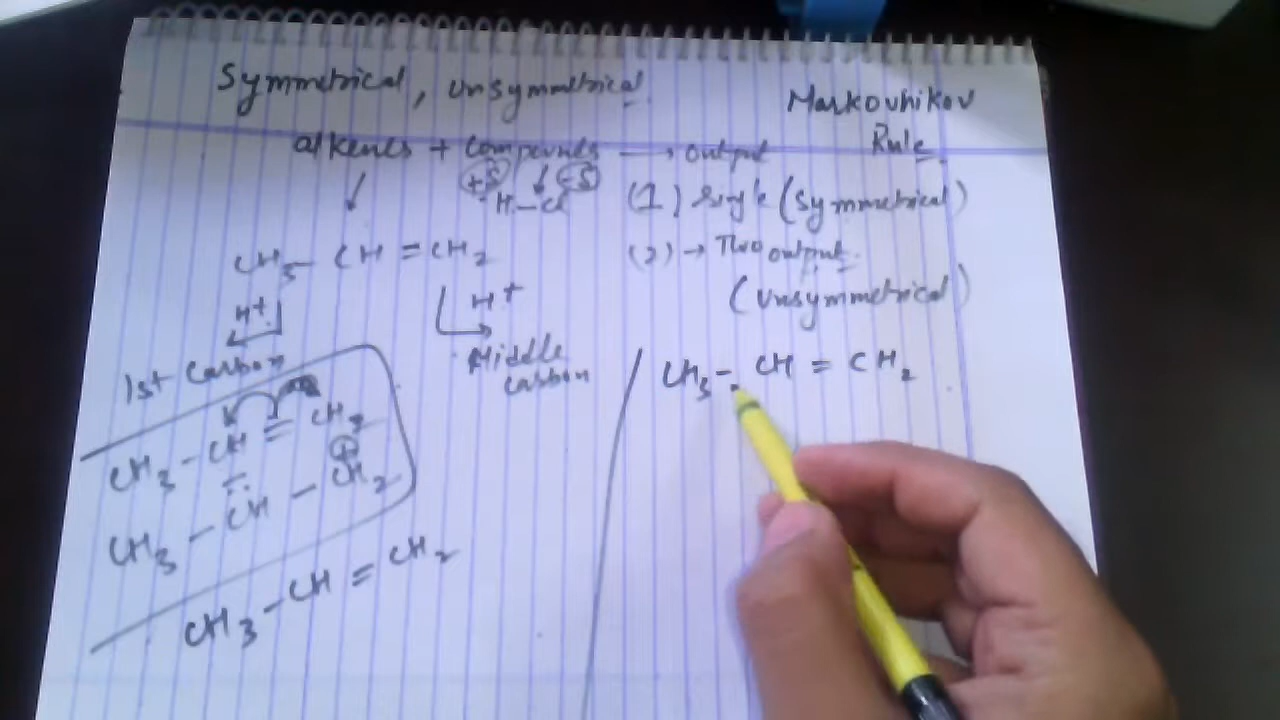 Symmetrical, Unsymmetrical
Markovnikov
Rule
alkenes + Compounds → output
+δ -δ
H-Cl
(1) Single (Symmetrical)
(2) → Two output.
(Unsymmetrical)
CH3- CH = CH2
H+
H+
1st Carbon
Middle
carbon
CH3 - CH = CH2
CH3- CH = CH2
CH3 - CH - CH2
CH3-CH = CH2